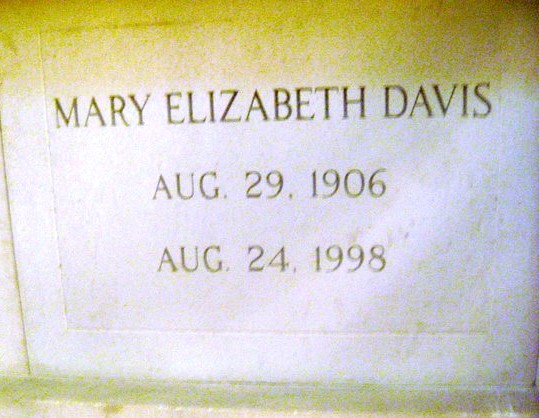 MARY ELIZABETH DAVIS
AUG. 29, 1906
AUG. 24, 1998